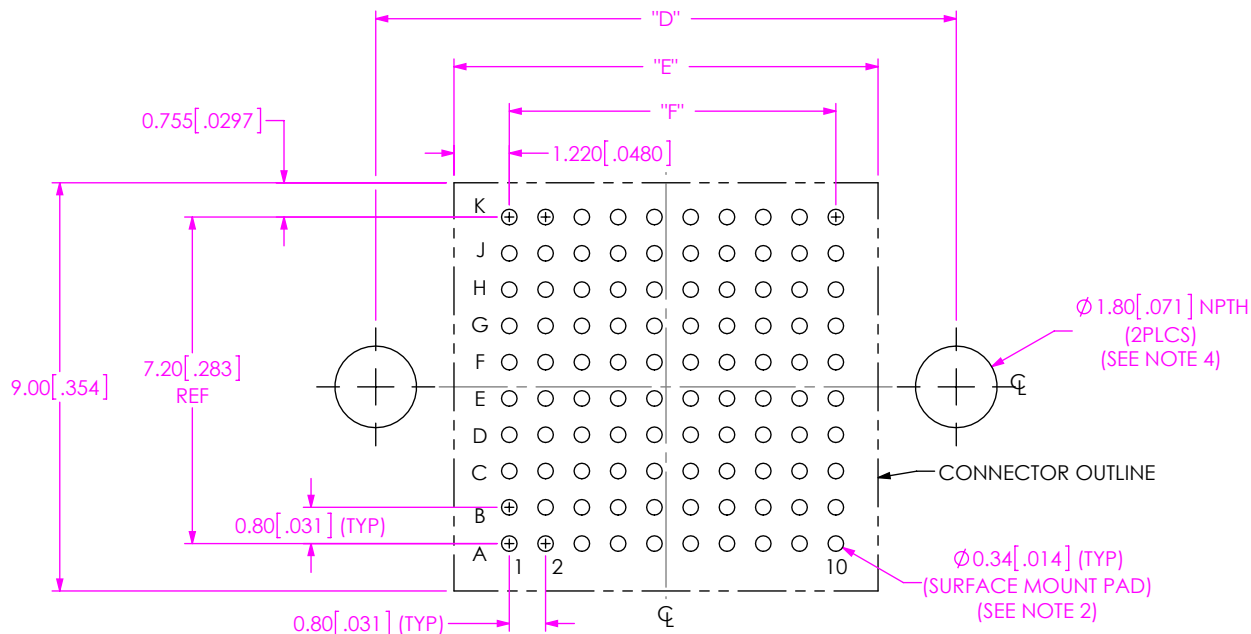 "D"
"E"
"F"
0.755[.0297]
1.220[.0480]
K
J
H
G
F
E
D
C
B
A
1
2
10
9.00[.354]
7.20[.283]
REF
0.80[.031] (TYP)
0.80[.031] (TYP)
Ø1.80[.071] NPTH
(2PLCS)
(SEE NOTE 4)
℄
CONNECTOR OUTLINE
Ø0.34[.014] (TYP)
(SURFACE MOUNT PAD)
(SEE NOTE 2)
℄